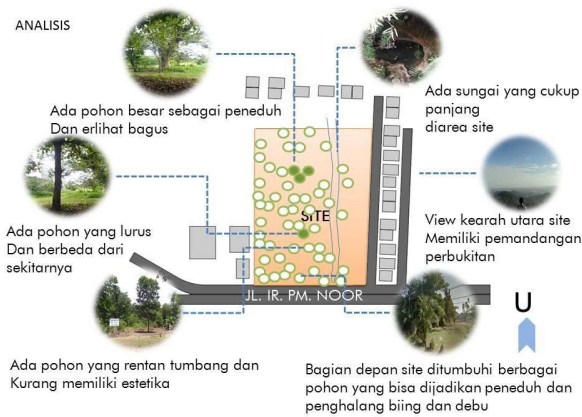 ANALISIS
Ada pohon besar sebagai peneduh
Dan erlihat bagus
Ada sungai yang cukup
panjang
diarea site
Ada pohon yang lurus
Dan berbeda dari
sekitarnya
SITE
View kearah utara site
Memiliki pemandangan
perbukitan
JL. IR. PM. NOOR
U
Ada pohon yang rentan tumbang dan
Kurang memiliki estetika
Bagian depan site ditumbuhi berbagai
pohon yang bisa dijadikan peneduh dan
penghalang biing dan debu